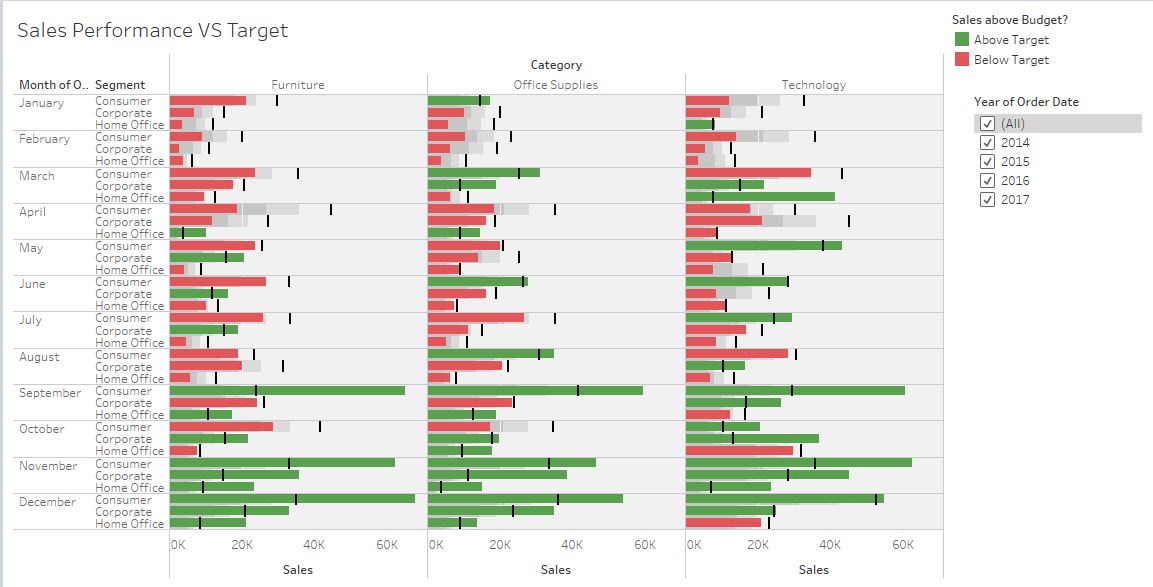 Sales Performance VS Target
Category
Month of O.. Segment Furniture Office Supplies Technology
January Consumer
Corporate
Home Office
February Consumer
Corporate
Home Office
March Consumer
Corporate
Home Office
April Consumer
Corporate
Home Office
May Consumer
Corporate
Home Office
June Consumer
Corporate
Home Office
July Consumer
Corporate
Home Office
August Consumer
Corporate
Home Office
September Consumer
Corporate
Home Office
October Consumer
Corporate
Home Office
November Consumer
Corporate
Home Office
December Consumer
Corporate
Home Office
0K 20K 40K 60K 0K 20K 40K 60K 0K 20K 40K 60K
Sales Sales Sales
Sales above Budget?
Above Target
Below Target
Year of Order Date
(All)
2014
2015
2016
2017